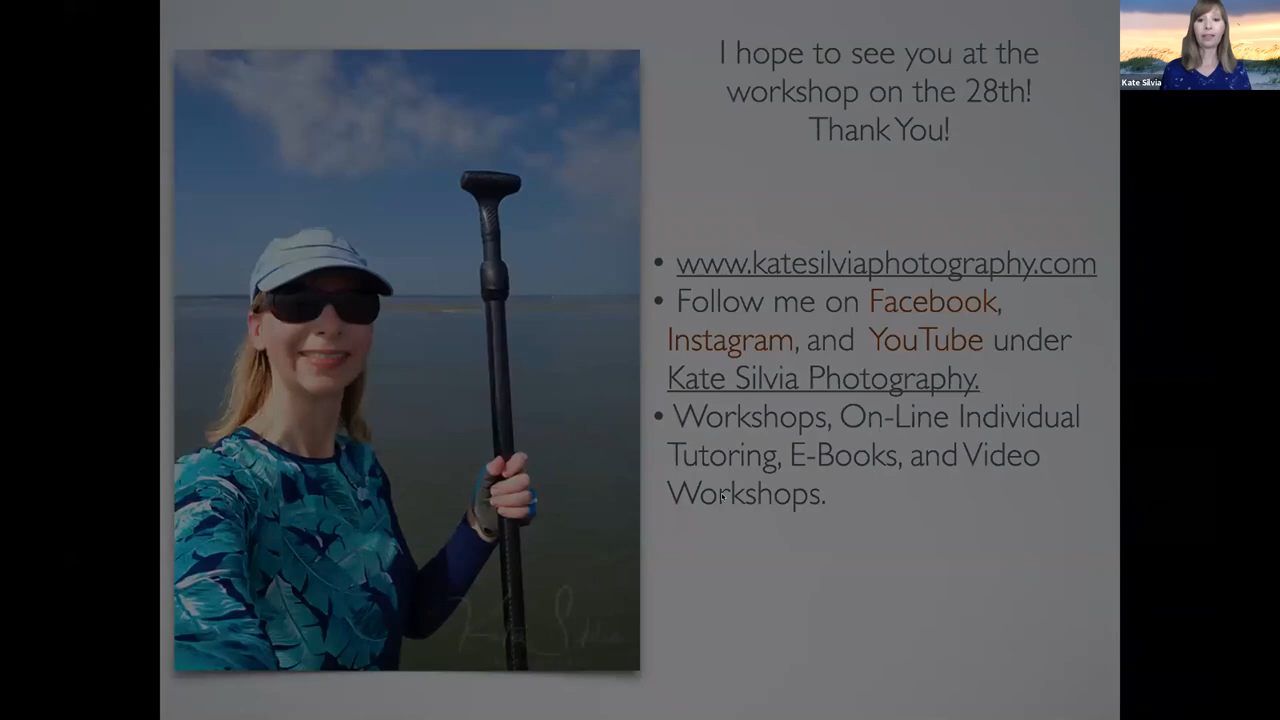 I hope to see you at the
workshop on the 28th!
Thank You!
• www.katesilviaphotography.com
• Follow me on Facebook,
Instagram, and YouTube under
Kate Silvia Photography.
• Workshops, On-Line Individual
Tutoring, E-Books, and Video
Workshops.
Kate Silvia